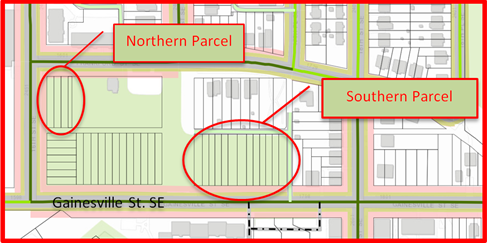 Northern Parcel
Southern Parcel
Gainesville St. SE